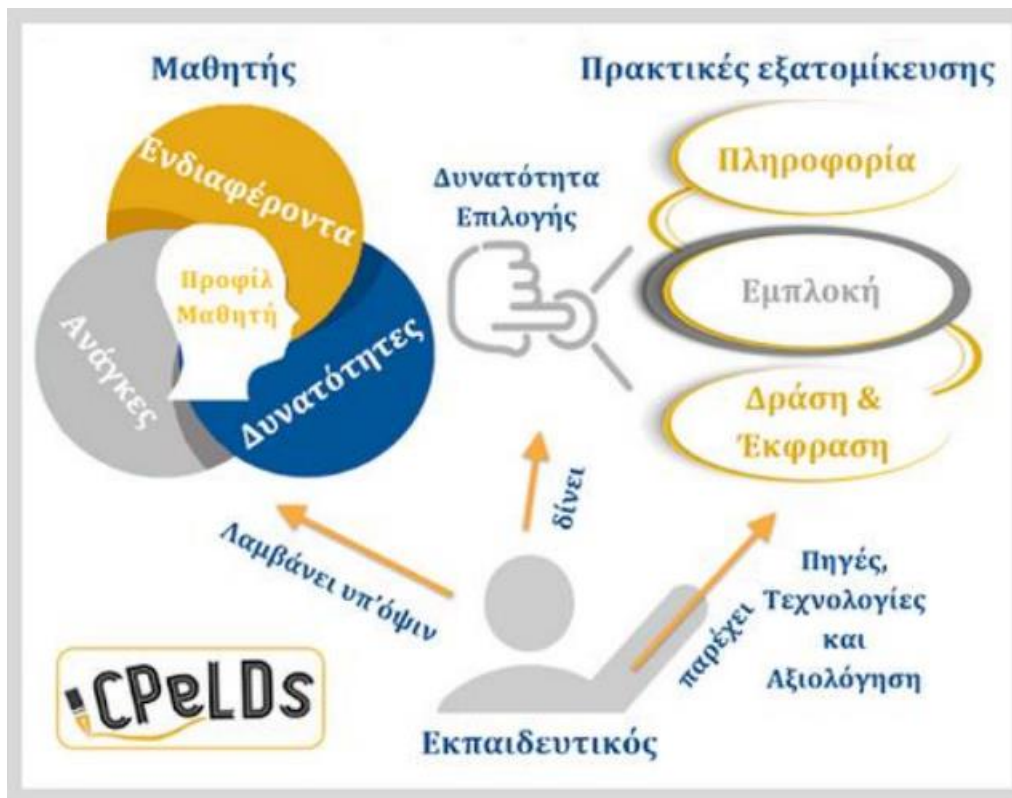 Μαθητής
Πρακτικές εξατομίκευσης
Ενδιαφέροντα
Προφίλ
Μαθητή
Ανάγκες
Δυνατότητες
Δυνατότητα
Επιλογής
Πληροφορία
Εμπλοκή
Δράση &
Έκφραση
Λαμβάνει υπ'όψιν
δίνει
παρέχει
Πηγές,
Τεχνολογίες
και
Αξιολόγηση
CPeLDs
Εκπαιδευτικός